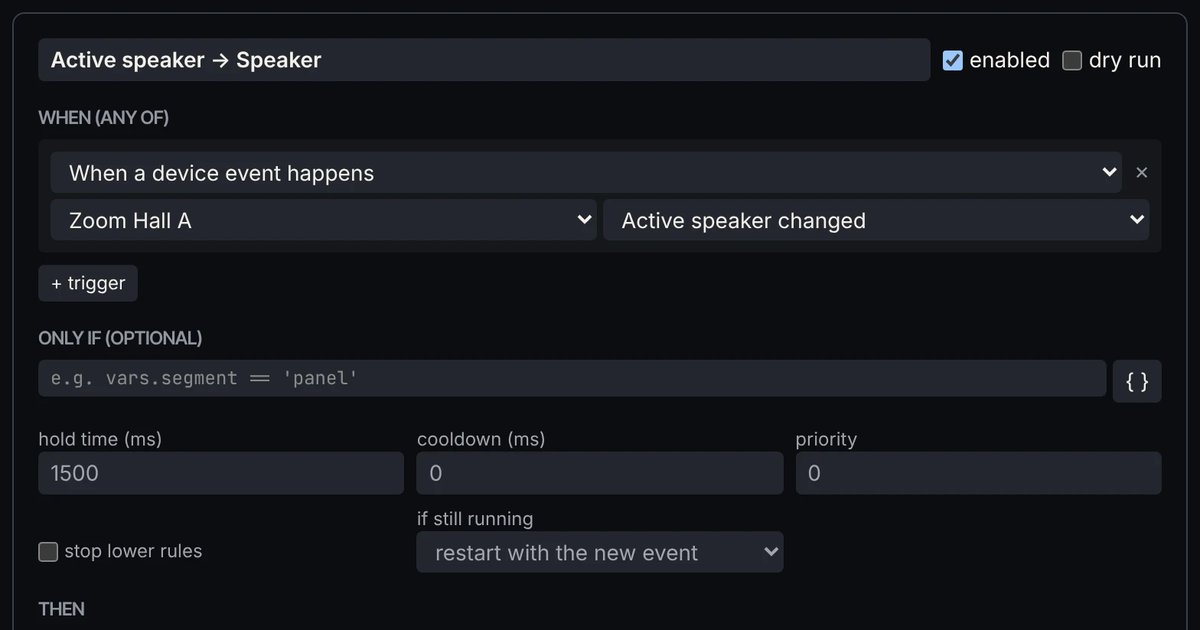 Active speaker → Speaker
enabled
dry run
WHEN (ANY OF)
When a device event happens
×
Zoom Hall A
Active speaker changed
+ trigger
ONLY IF (OPTIONAL)
e.g. vars.segment == 'panel'
{ }
hold time (ms)
cooldown (ms)
priority
1500
0
0
if still running
stop lower rules
restart with the new event
THEN